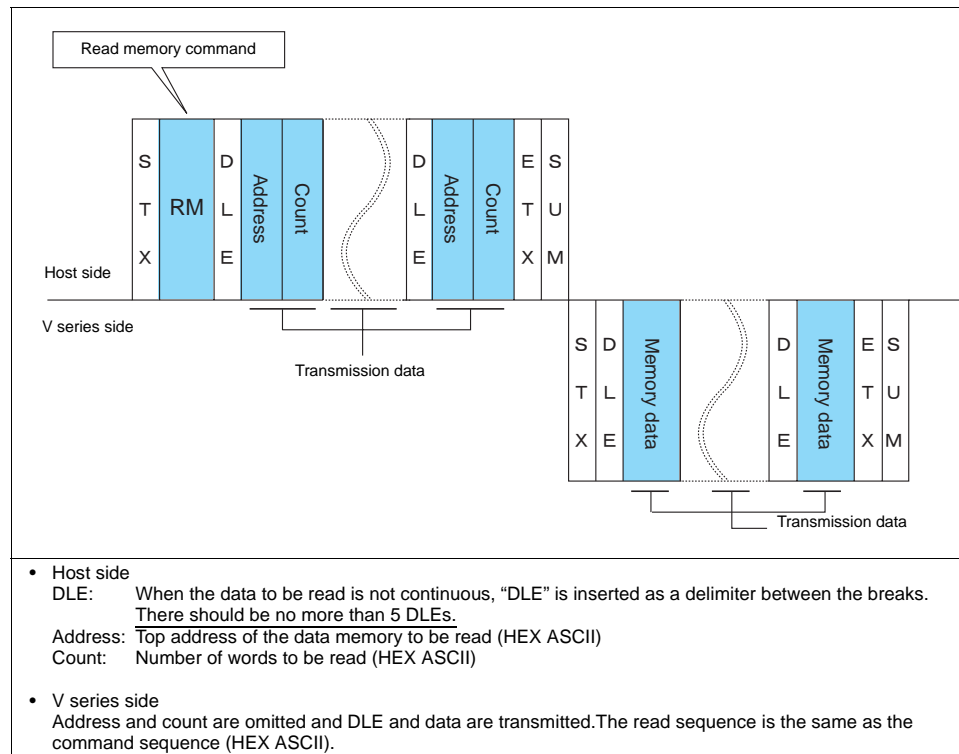 Read memory command
S T X
RM
D L E
Address
Count
D L E
Address
Count
E T X
S U M
Host side
V series side
Transmission data
S T X
D L E
Memory data
D L E
Memory data
E T X
S U M
Transmission data
• Host side
DLE: When the data to be read is not continuous, “DLE” is inserted as a delimiter between the breaks.
There should be no more than 5 DLEs.
Address: Top address of the data memory to be read (HEX ASCII)
Count: Number of words to be read (HEX ASCII)
• V series side
Address and count are omitted and DLE and data are transmitted.The read sequence is the same as the
command sequence (HEX ASCII).